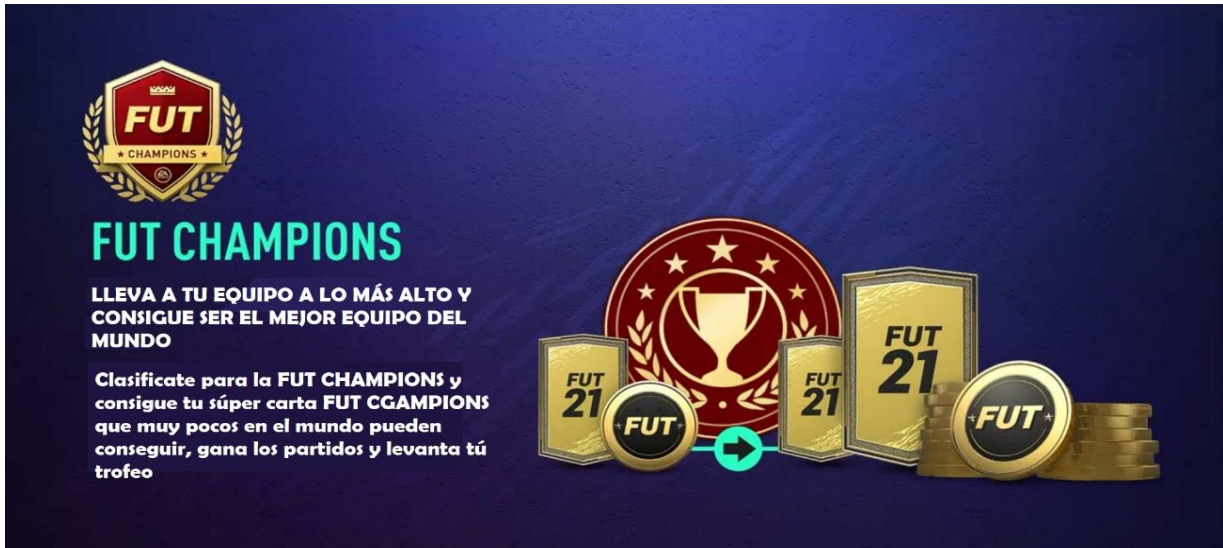 FUT
CHAMPIONS
EA
FUT CHAMPIONS
LLEVA A TU EQUIPO A LO MÁS ALTO Y
CONSIGUE SER EL MEJOR EQUIPO DEL
MUNDO
Clasificate para la FUT CHAMPIONS y
consigue tu súper carta FUT CGAMPIONS
que muy pocos en el mundo pueden
conseguir, gana los partidos y levanta tú
trofeo
FUT
21
FUT
FUT
21
FUT
21
FUT